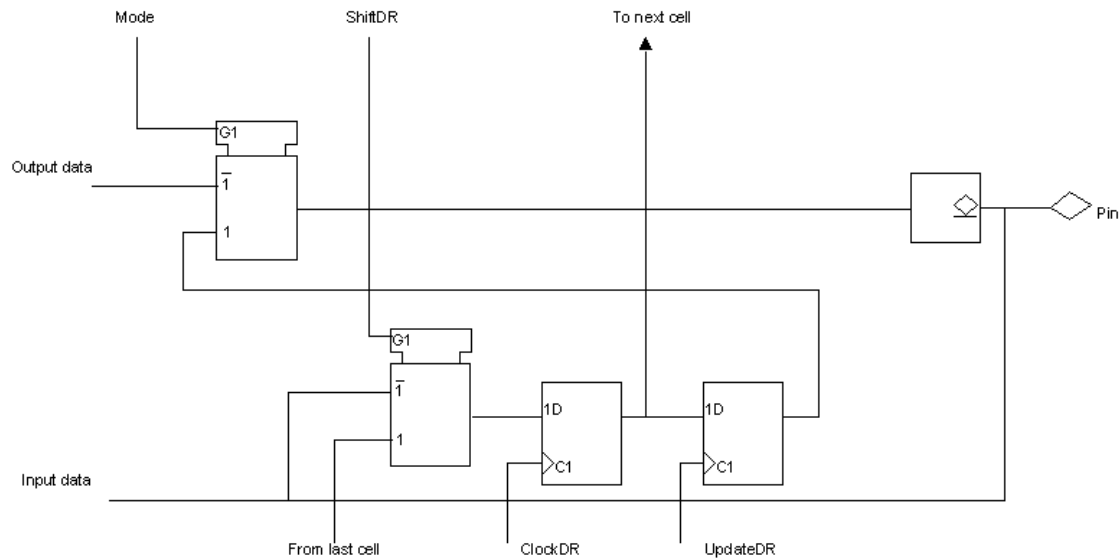 Mode
ShiftDR
To next cell
G1
Output data
1
1
Pin
G1
1
1
1D
1D
C1
C1
Input data
From last cell
ClockDR
UpdateDR